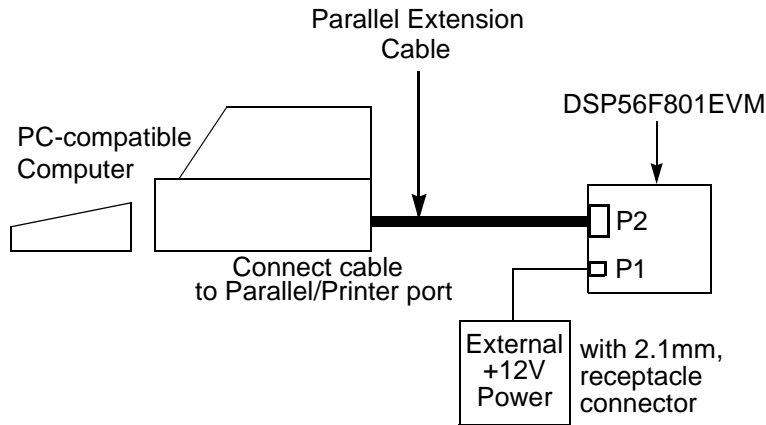 Parallel Extension
Cable
DSP56F801EVM
PC-compatible
Computer
P2
P1
Connect cable
to Parallel/Printer port
External
+12V
Power
with 2.1mm,
receptacle
connector